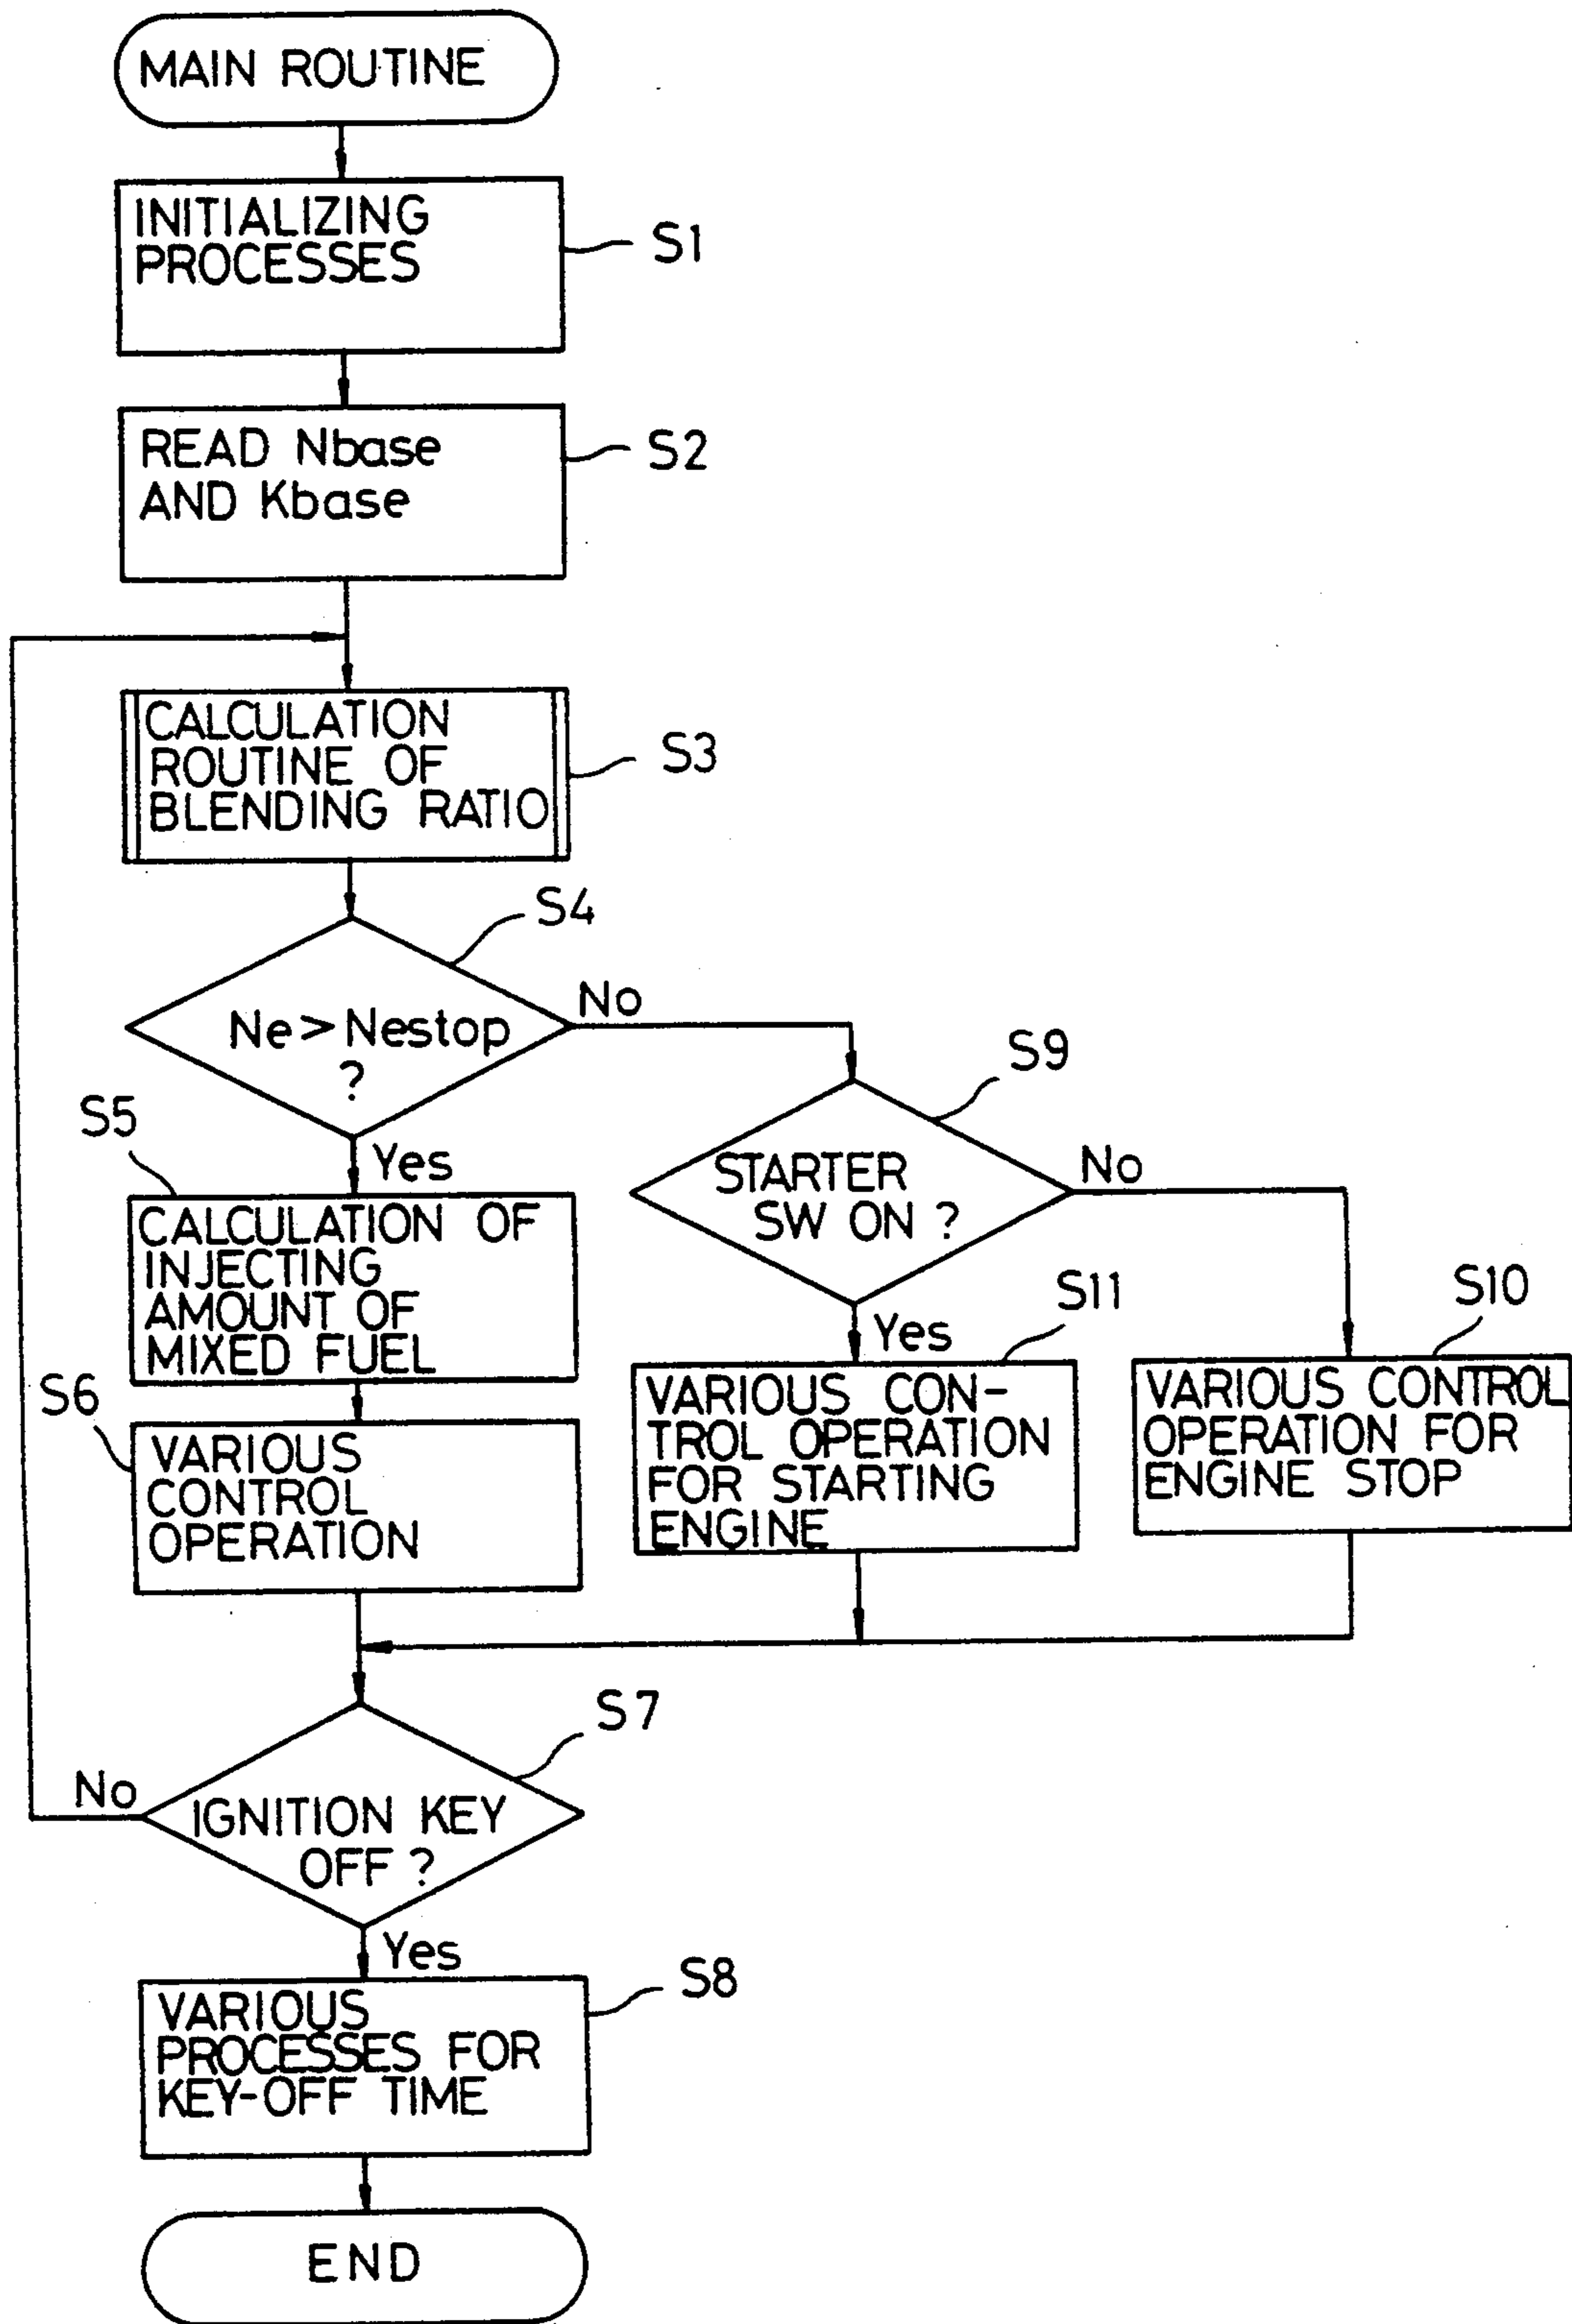 MAIN ROUTINE
INITIALIZING
PROCESSES
S1
READ Nbase
AND Kbase
S2
CALCULATION
ROUTINE OF
BLENDING RATIO
S3
S4
Ne > Nestop
?
No
Yes
S9
STARTER
SW ON ?
No
Yes
S5
CALCULATION OF
INJECTING
AMOUNT OF
MIXED FUEL
S6
VARIOUS
CONTROL
OPERATION
S11
VARIOUS CON-
TROL OPERATION
FOR STARTING
ENGINE
S10
VARIOUS CONTROL
OPERATION FOR
ENGINE STOP
S7
IGNITION KEY
OFF ?
No
Yes
S8
VARIOUS
PROCESSES FOR
KEY-OFF TIME
END